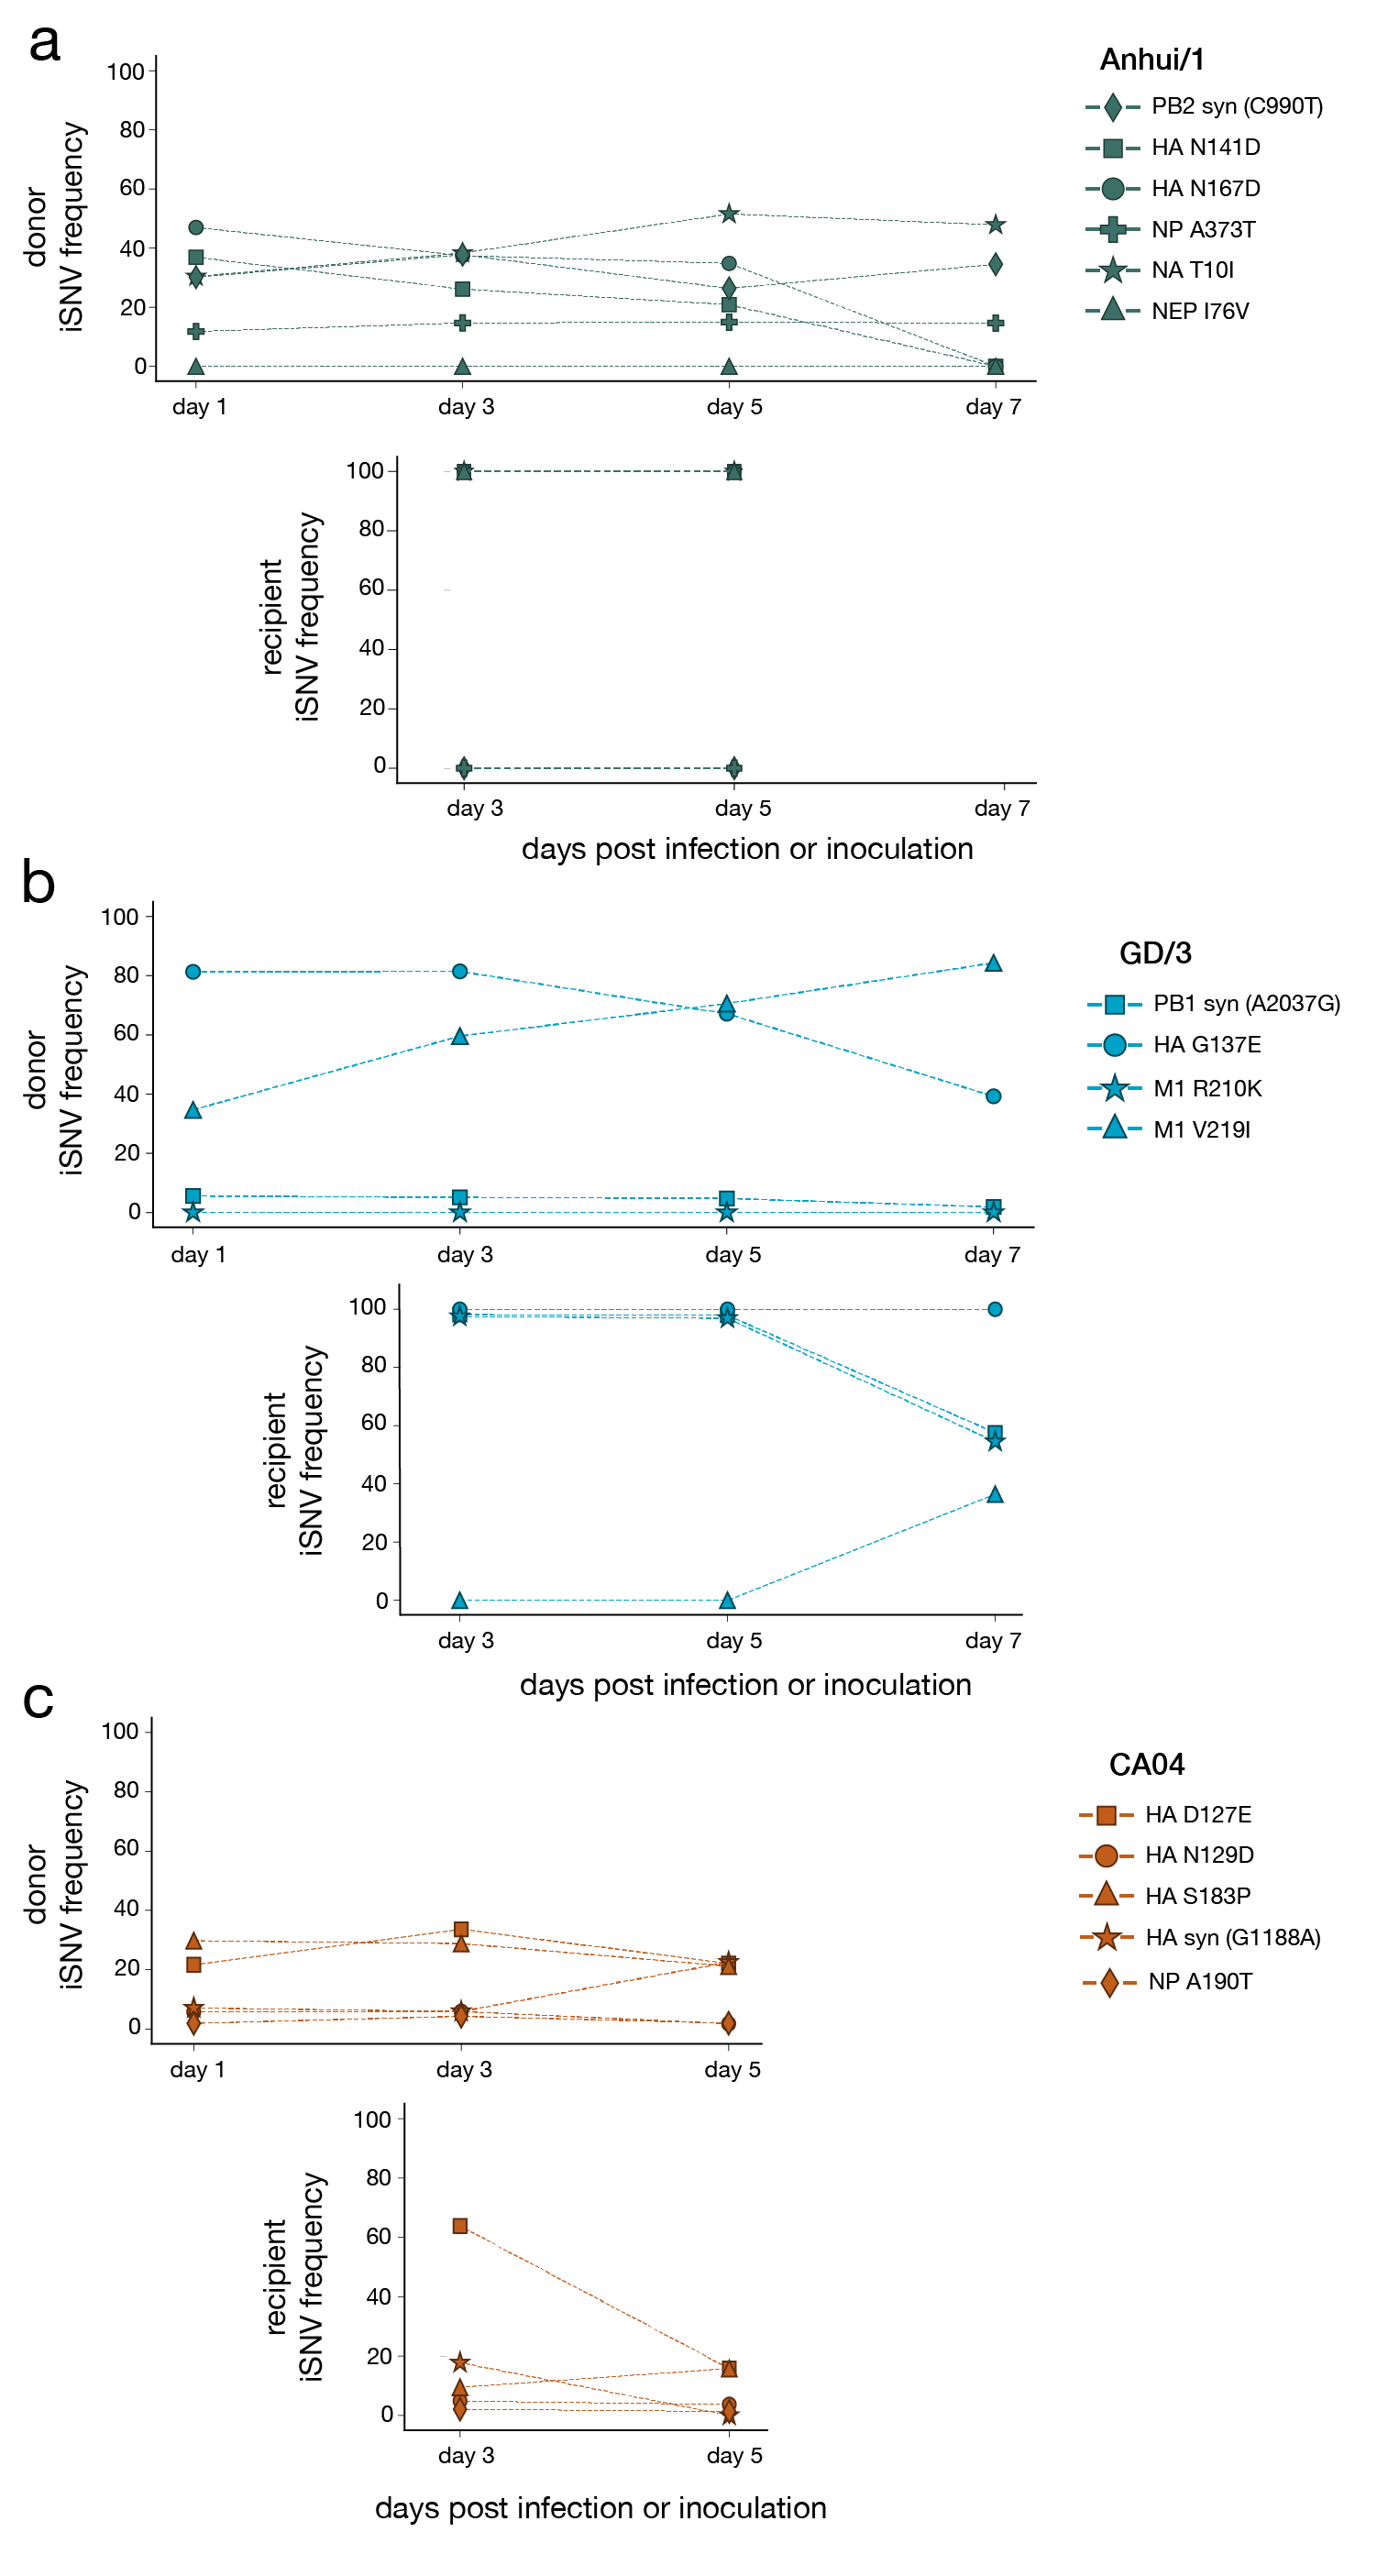 a
100
80
60
40
20
0
donor
iSNV frequency
day 1
day 3
day 5
day 7
Anhui/1
PB2 syn (C990T)
HA N141D
HA N167D
NP A373T
NA T10I
NEP I76V
100
80
60
40
20
0
recipient
iSNV frequency
day 3
day 5
day 7
days post infection or inoculation
b
100
80
60
40
20
0
donor
iSNV frequency
day 1
day 3
day 5
day 7
GD/3
PB1 syn (A2037G)
HA G137E
M1 R210K
M1 V219I
100
80
60
40
20
0
recipient
iSNV frequency
day 3
day 5
day 7
days post infection or inoculation
c
100
80
60
40
20
0
donor
iSNV frequency
day 1
day 3
day 5
CA04
HA D127E
HA N129D
HA S183P
HA syn (G1188A)
NP A190T
100
80
60
40
20
0
recipient
iSNV frequency
day 3
day 5
days post infection or inoculation